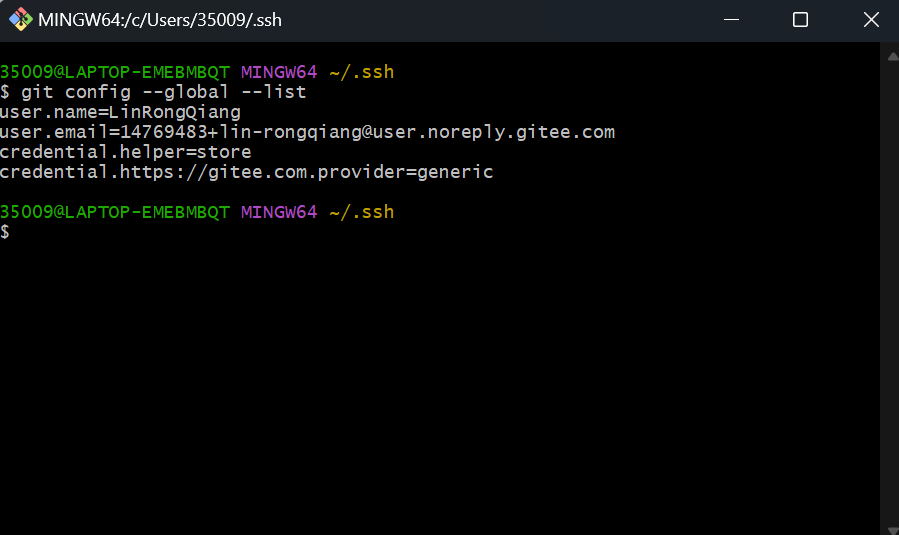 MINGW64:/c/Users/35009/.ssh
35009@LAPTOP-EMEBMBQT MINGW64 ~/.ssh
$ git config --global --list
user.name=LinRongQiang
user.email=14769483+lin-rongqiang@user.noreply.gitee.com
credential.helper=store
credential.https://gitee.com.provider=generic
35009@LAPTOP-EMEBMBQT MINGW64 ~/.ssh
$